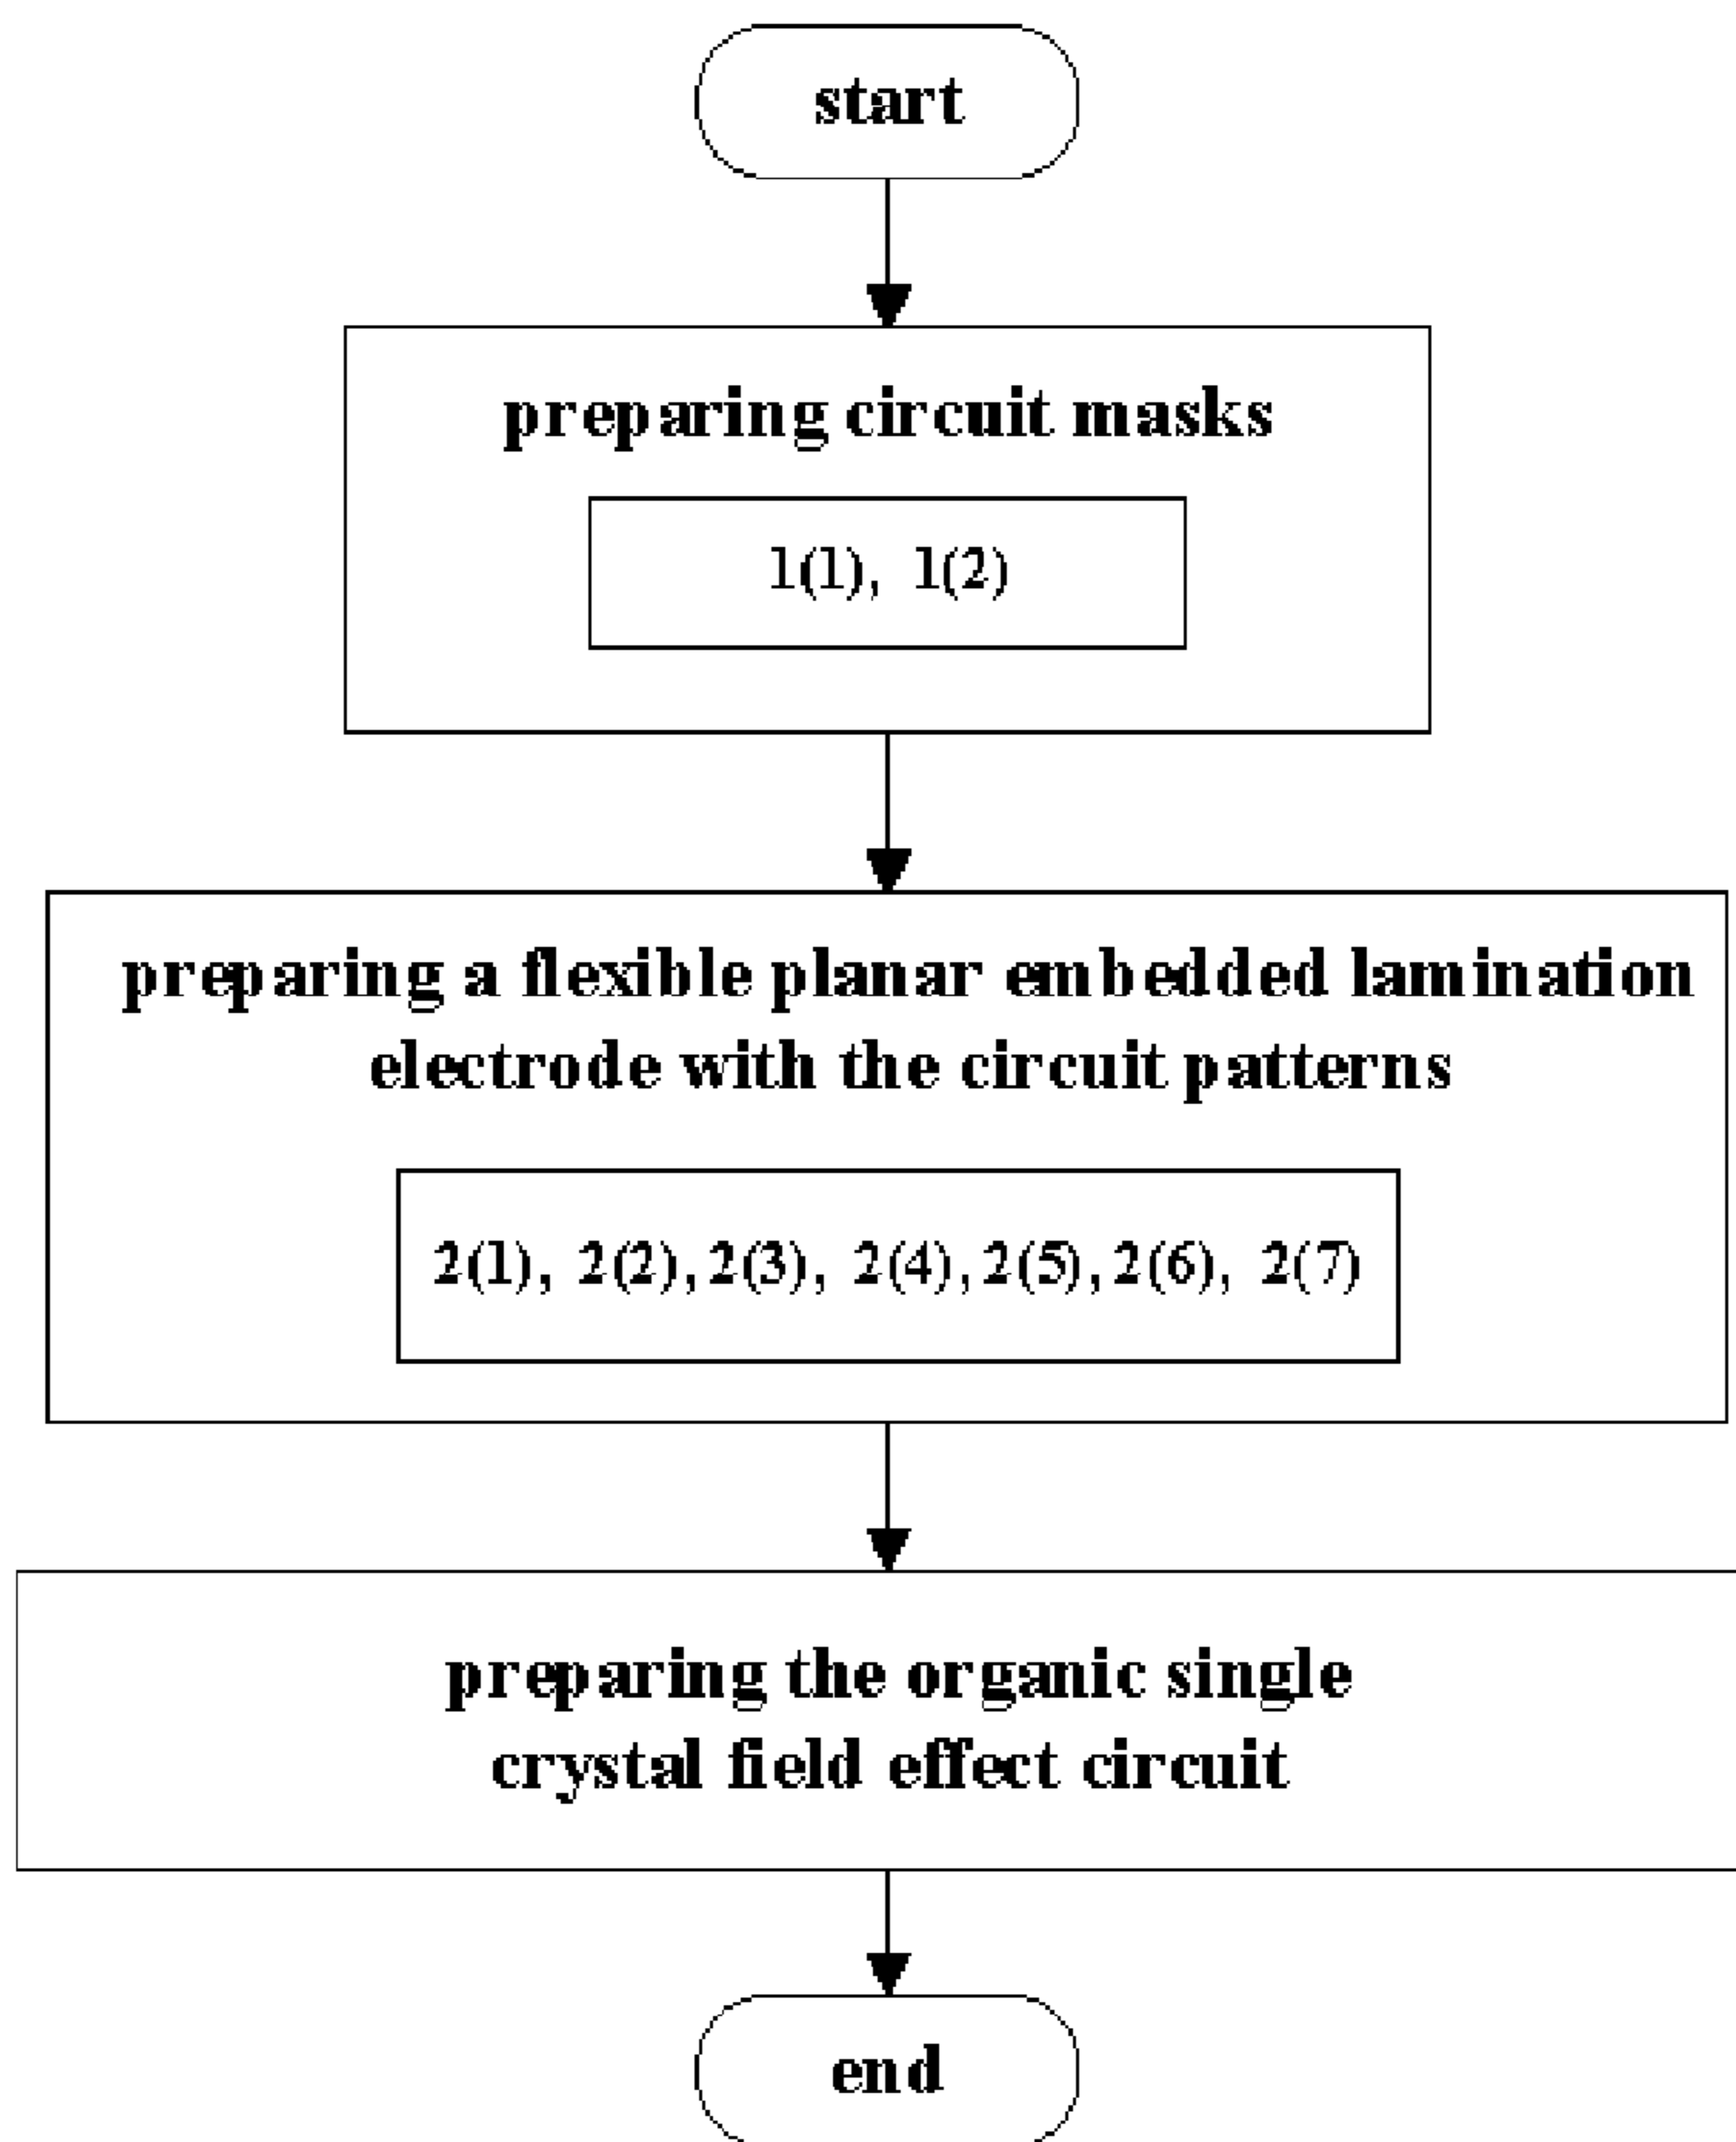 start
preparing circuit masks
1(1), 1(2)
preparing a flexible planar embedded lamination
electrode with the circuit patterns
2(1), 2(2),2(3), 2(4),2(5),2(6), 2(7)
preparing the organic single
crystal field effect circuit
end